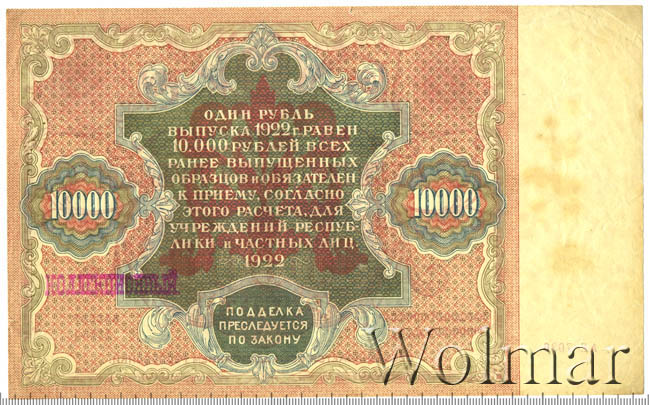 ОДИН РУБЛЬ
ВЫПУСКА 1922 г. РАВЕН
10.000 РУБЛЕЙ ВСЕХ
РАНЕЕ ВЫПУЩЕННЫХ
ОБРАЗЦОВ и ОБЯЗАТЕЛЕН
К ПРИЕМУ, СОГЛАСНО
ЭТОГО РАСЧЕТА, ДЛЯ
УЧРЕЖДЕНИЙ РЕСПУБ-
ЛИКИ и ЧАСТНЫХ ЛИЦ.
1922
10000
10000
ПОДДЕЛКА
ПРЕСЛЕДУЕТСЯ
ПО ЗАКОНУ
Wolmar